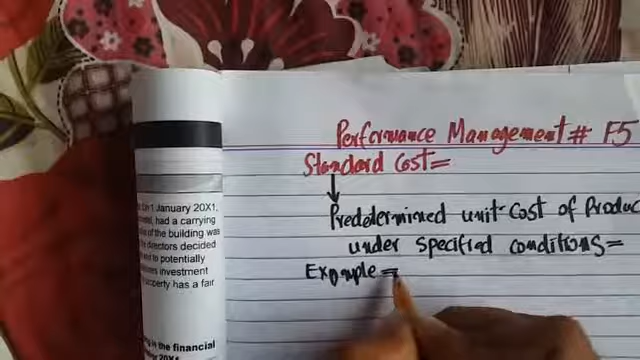 Performance Management # F5
Standard Cost=
Predetermined unit Cost of Produc
under specified conditions=
Example =
1 January 20X1,
had a carrying
of the building was
directors decided
to potentially
investment
property has a fair
in the financial